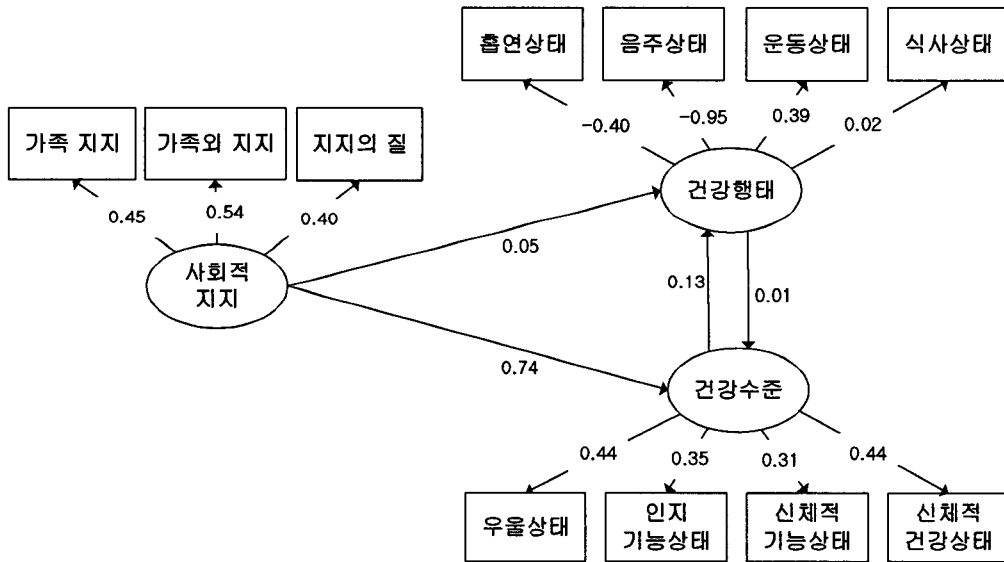 흡연상태
음주상태
운동상태
식사상태
-0.40
-0.95
0.39
0.02
가족 지지
가족외 지지
지지의 질
0.45
0.54
0.40
건강행태
사회적
지지
0.05
0.13
0.01
0.74
건강수준
0.44
0.35
0.31
0.44
우울상태
인지
기능상태
신체적
기능상태
신체적
건강상태